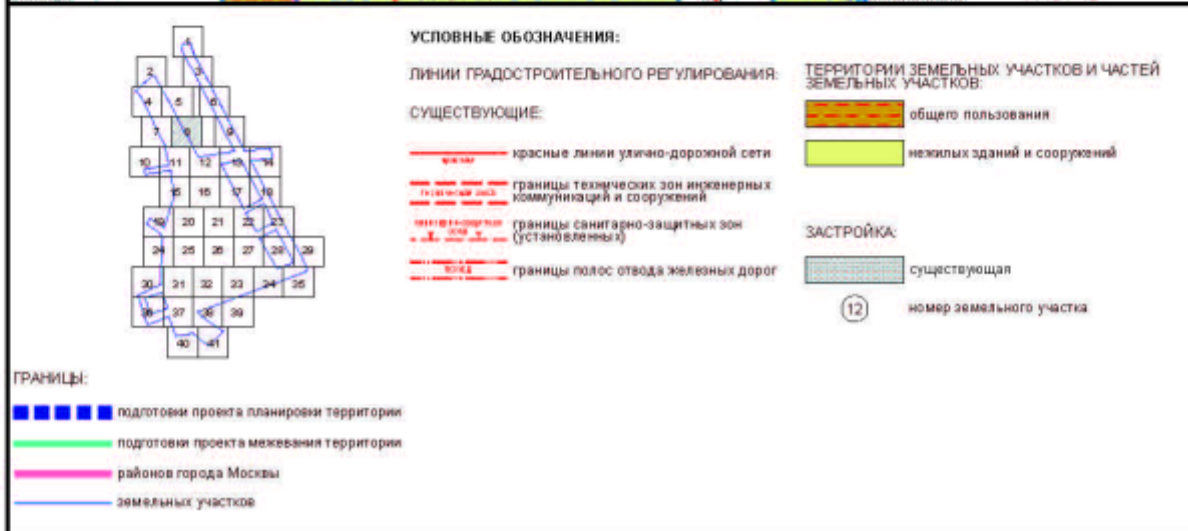 1
2 3
4 5 6
7 8 9
10 11 12 13 14
15 16 17 18
19 20 21 22 23
24 25 26 27 28 29
30 31 32 33 34 35
36 37 38 39
40 41
УСЛОВНЫЕ ОБОЗНАЧЕНИЯ:
ЛИНИИ ГРАДОСТРОИТЕЛЬНОГО РЕГУЛИРОВАНИЯ:
СУЩЕСТВУЮЩИЕ:
красные линии улично-дорожной сети
границы технических зон инженерных
коммуникаций и сооружений
границы санитарно-защитных зон
(установленных)
границы полос отвода железных дорог
ТЕРРИТОРИИ ЗЕМЕЛЬНЫХ УЧАСТКОВ И ЧАСТЕЙ
ЗЕМЕЛЬНЫХ УЧАСТКОВ:
общего пользования
нежилых зданий и сооружений
ЗАСТРОЙКА:
существующая
12 номер земельного участка
ГРАНИЦЫ:
подготовки проекта планировки территории
подготовки проекта межевания территории
районов города Москвы
земельных участков